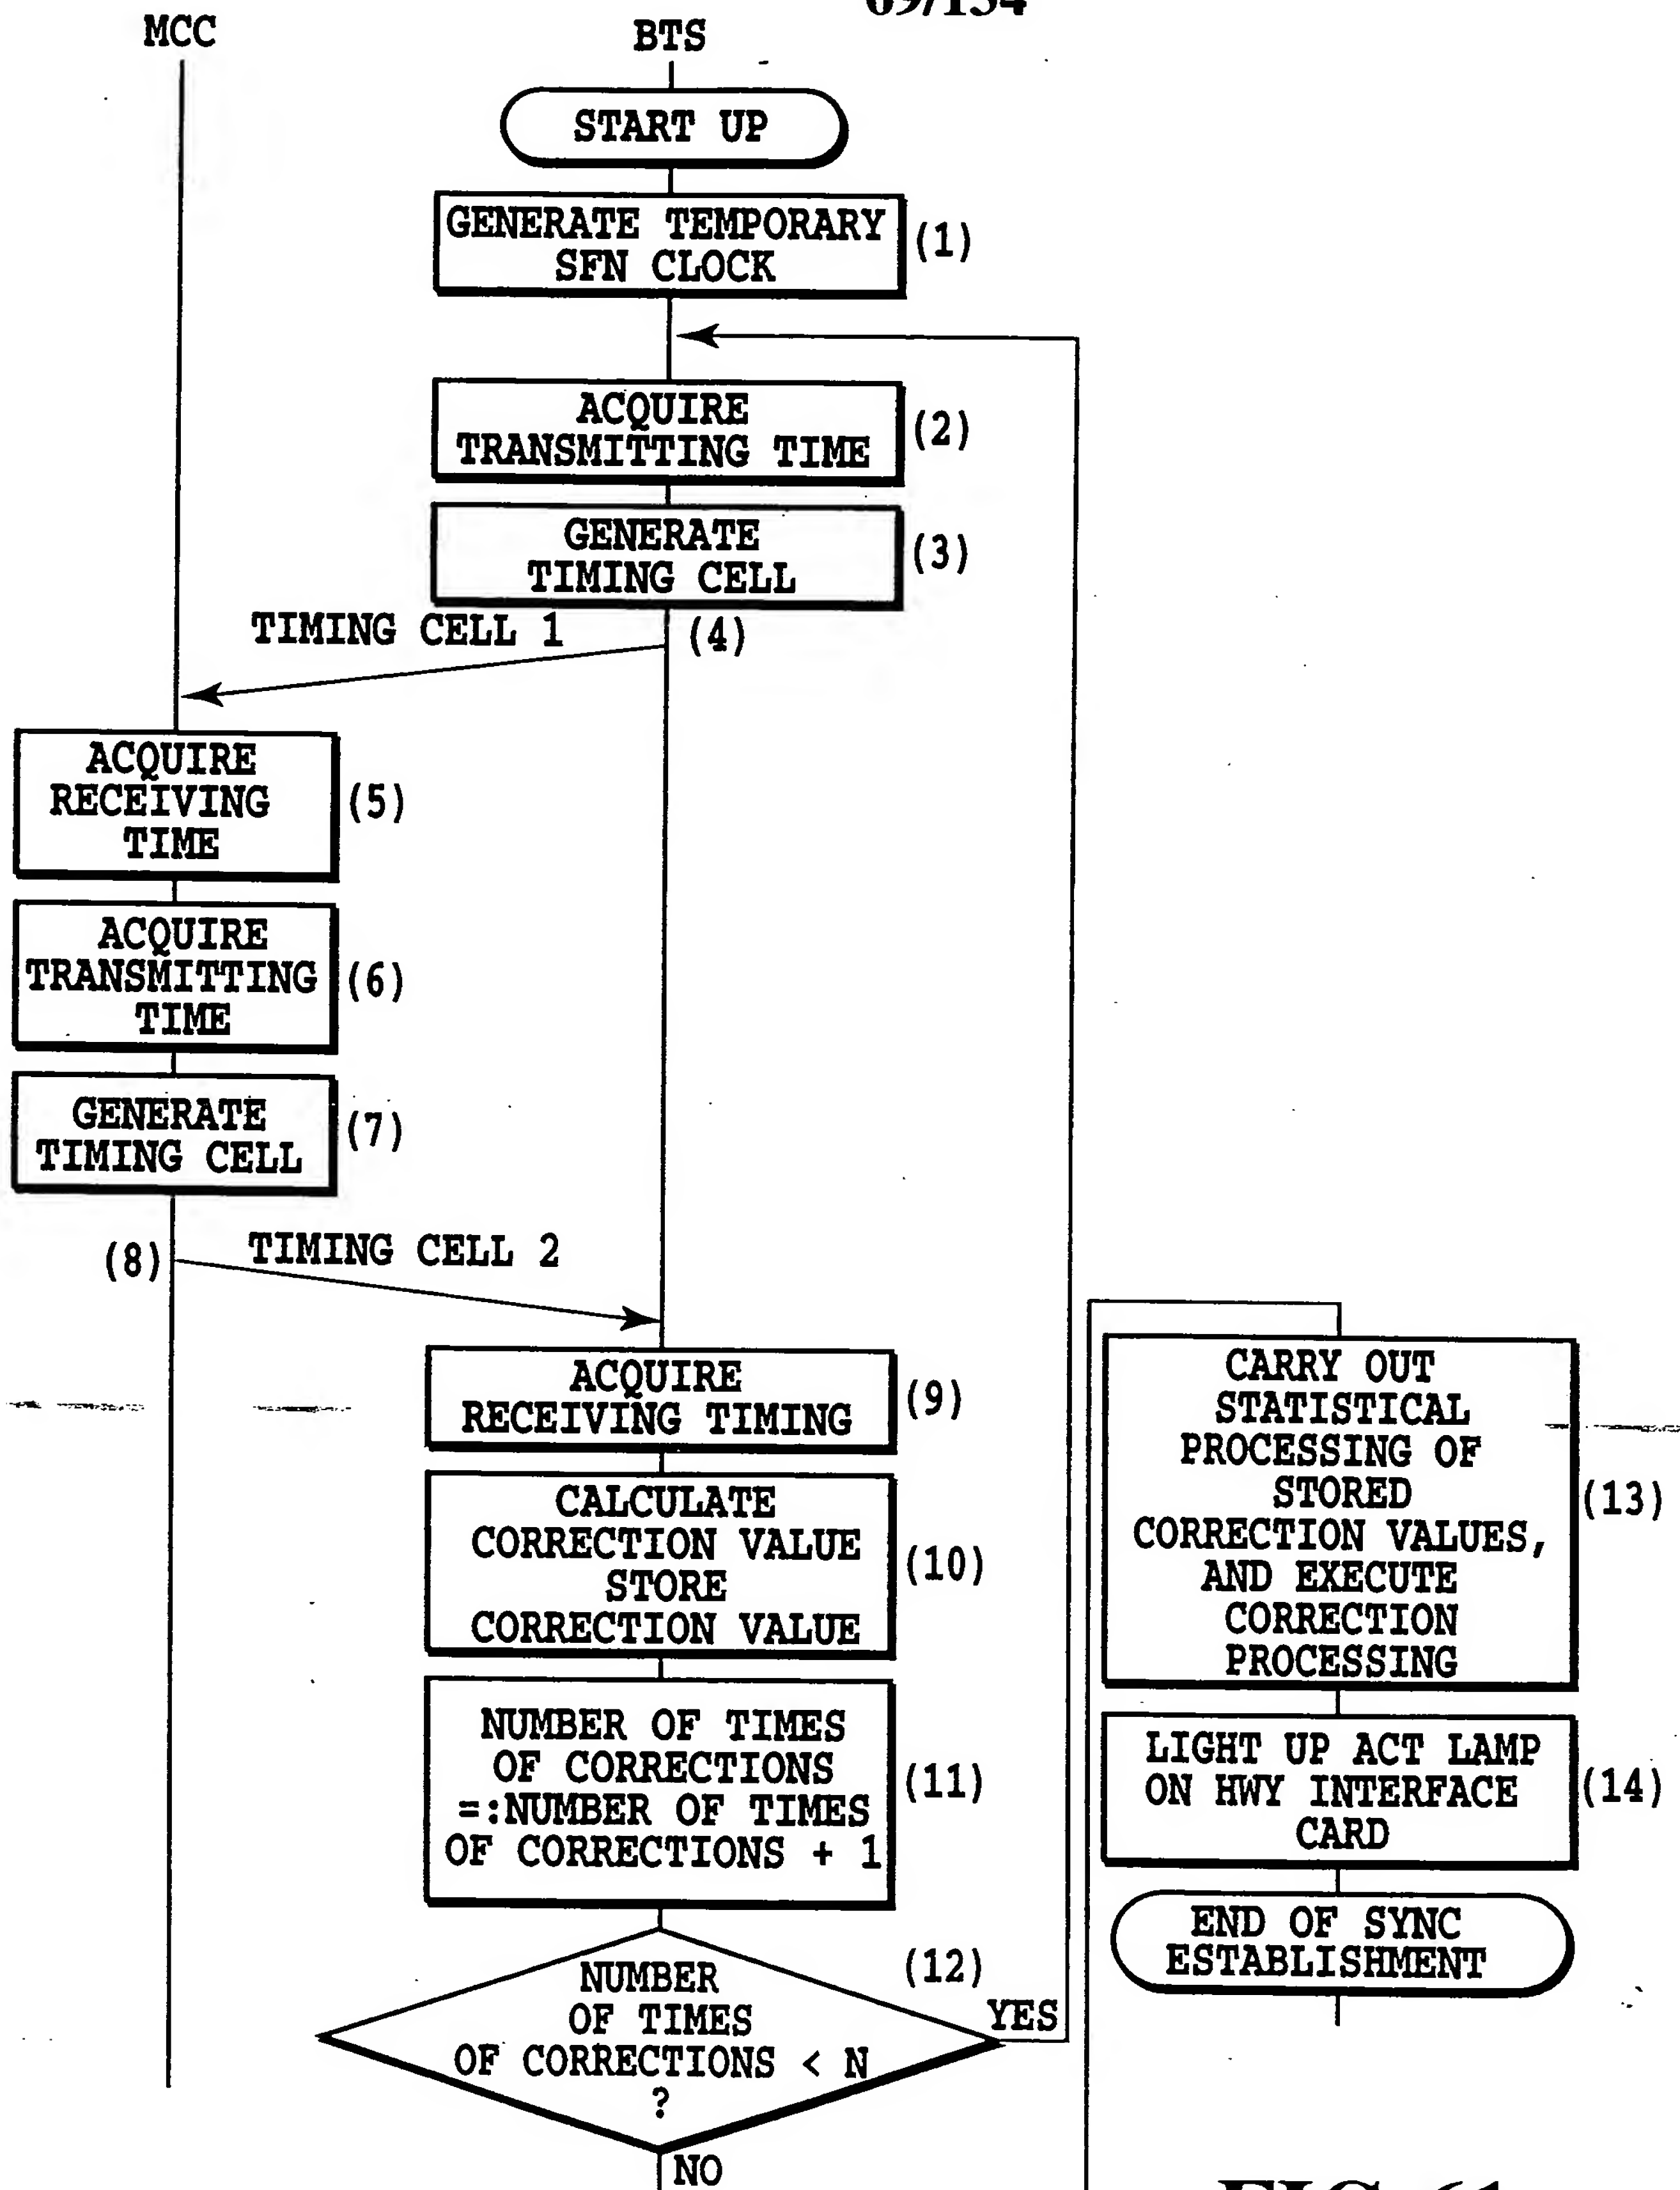 69/154
MCC
BTS
START UP
GENERATE TEMPORARY
SFN CLOCK
(1)
ACQUIRE
TRANSMITTING TIME
(2)
GENERATE
TIMING CELL
(3)
TIMING CELL 1
(4)
ACQUIRE
RECEIVING
TIME
(5)
ACQUIRE
TRANSMITTING
TIME
(6)
GENERATE
TIMING CELL
(7)
(8)
TIMING CELL 2
ACQUIRE
RECEIVING TIMING
(9)
CALCULATE
CORRECTION VALUE
STORE
CORRECTION VALUE
(10)
NUMBER OF TIMES
OF CORRECTIONS
=:NUMBER OF TIMES
OF CORRECTIONS + 1
(11)
NUMBER
OF TIMES
OF CORRECTIONS < N
?
(12)
YES
NO
CARRY OUT
STATISTICAL
PROCESSING OF
STORED
CORRECTION VALUES,
AND EXECUTE
CORRECTION
PROCESSING
(13)
LIGHT UP ACT LAMP
ON HWY INTERFACE
CARD
(14)
END OF SYNC
ESTABLISHMENT
FIG. 61